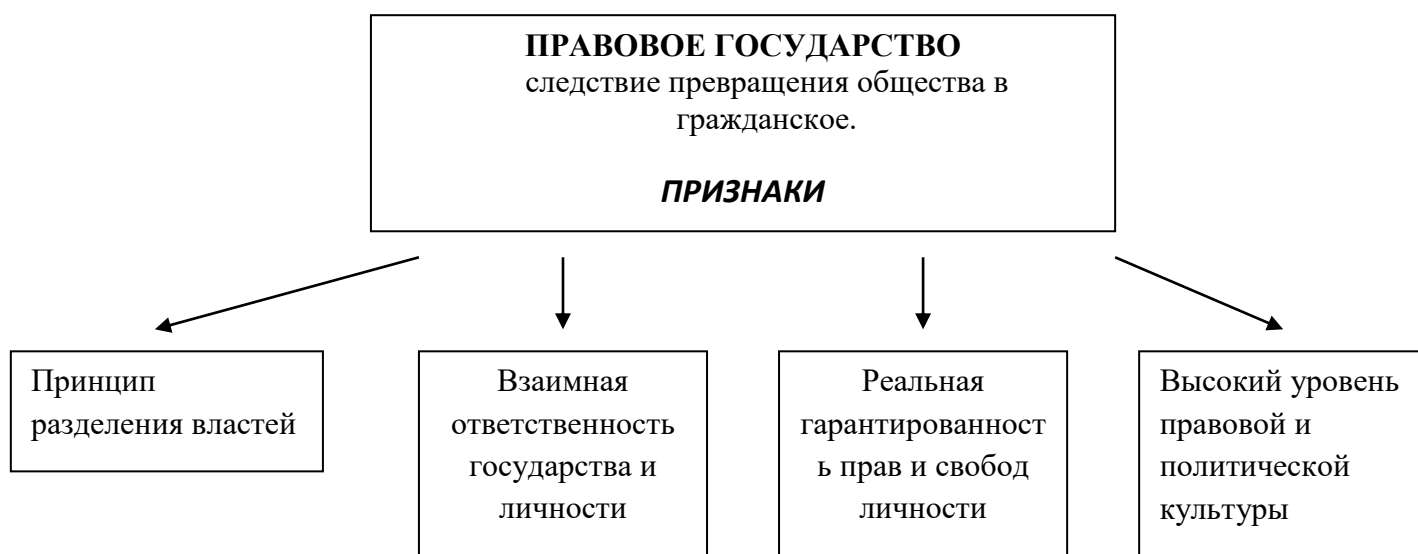 ПРАВОВОЕ ГОСУДАРСТВО
следствие превращения общества в
гражданское.
ПРИЗНАКИ
Принцип
разделения властей
Взаимная
ответственность
государства и
личности
Реальная
гарантированност
ь прав и свобод
личности
Высокий уровень
правовой и
политической
культуры